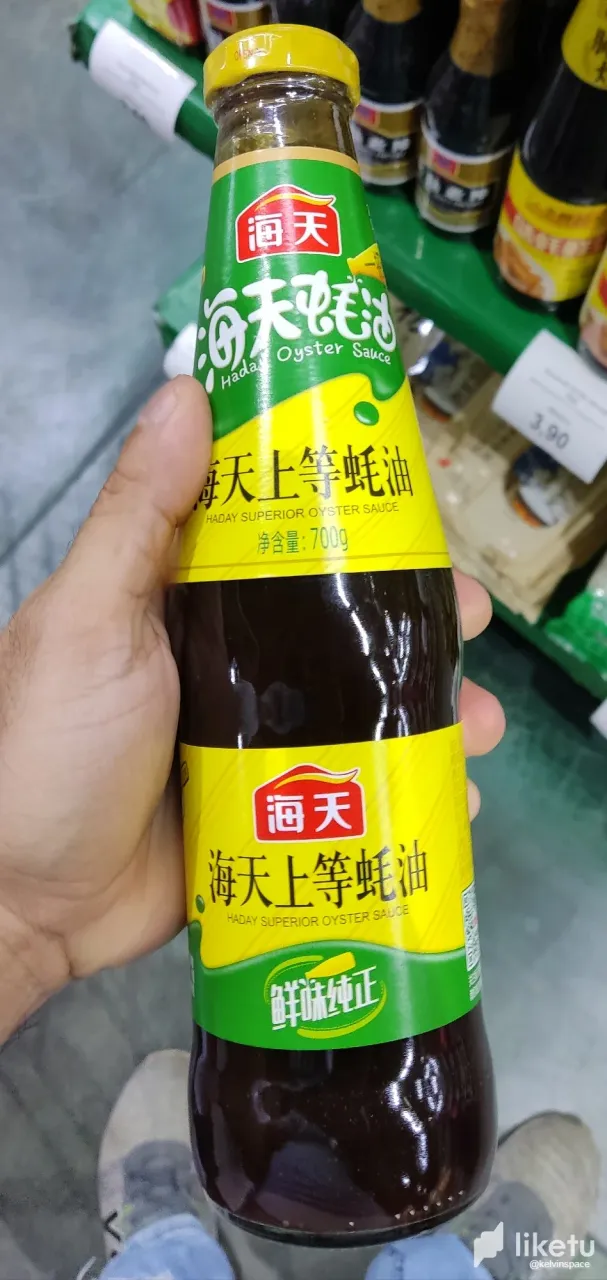 海天
海天蚝油
Haday Oyster Sauce
海天上等蚝油
HADAY SUPERIOR OYSTER SAUCE
净含量:700g
海天
海天上等蚝油
HADAY SUPERIOR OYSTER SAUCE
鲜味纯正
3.90
liketu
@kelvinspace